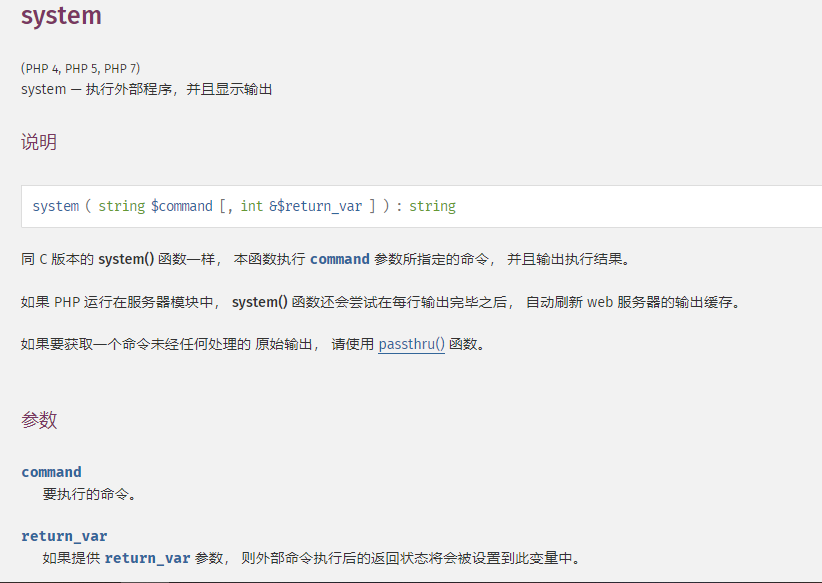 system
(PHP 4, PHP 5, PHP 7)
system — 执行外部程序，并且显示输出
说明
system ( string $command [, int &$return_var ] ) : string
同 C 版本的 system() 函数一样， 本函数执行 command 参数所指定的命令， 并且输出执行结果。
如果 PHP 运行在服务器模块中， system() 函数还会尝试在每行输出完毕之后， 自动刷新 web 服务器的输出缓存。
如果要获取一个命令未经任何处理的 原始输出， 请使用 passthru() 函数。
参数
command
要执行的命令。
return_var
如果提供 return_var 参数， 则外部命令执行后的返回状态将会被设置到此变量中。